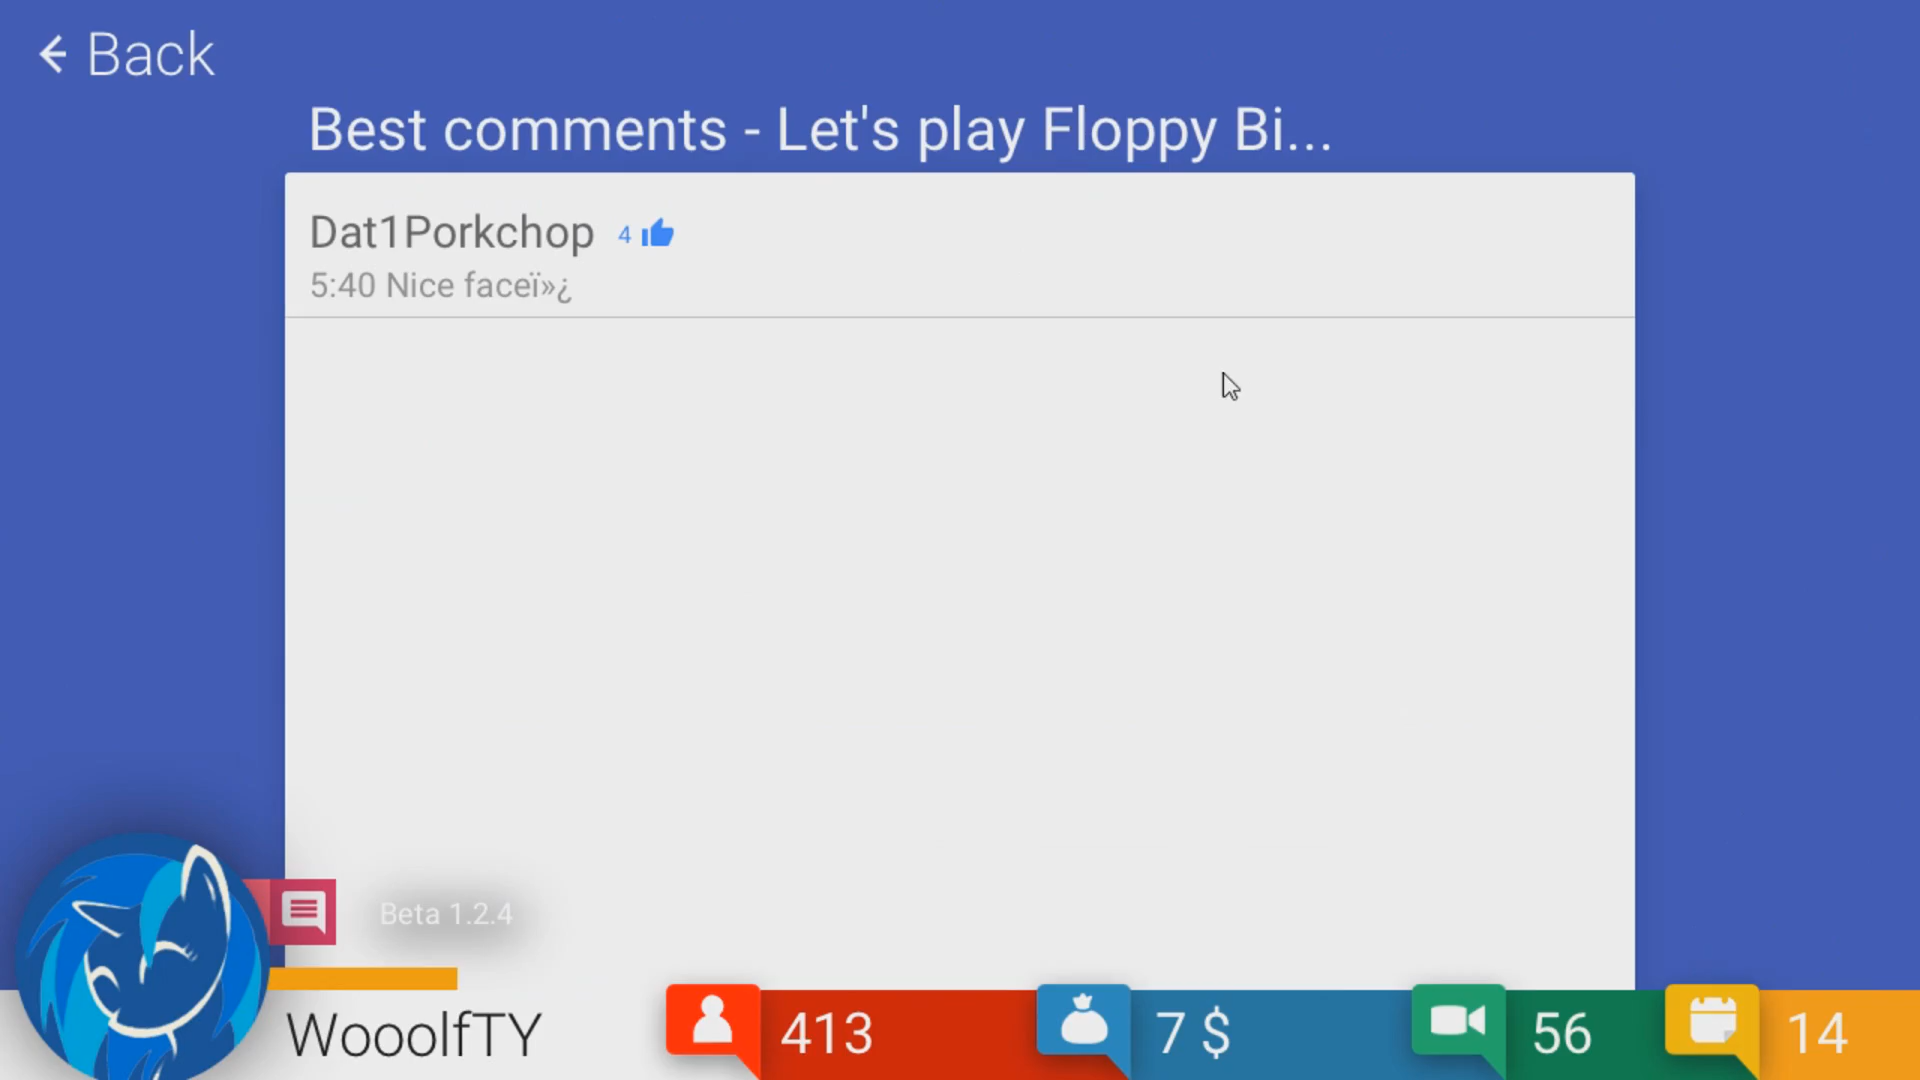 Back
Best comments - Let's play Floppy Bi...
Dat1Porkchop 4
5:40 Nice faceï»¿
Beta 1.2.4
WooolfTY 413 7 $ 56 14